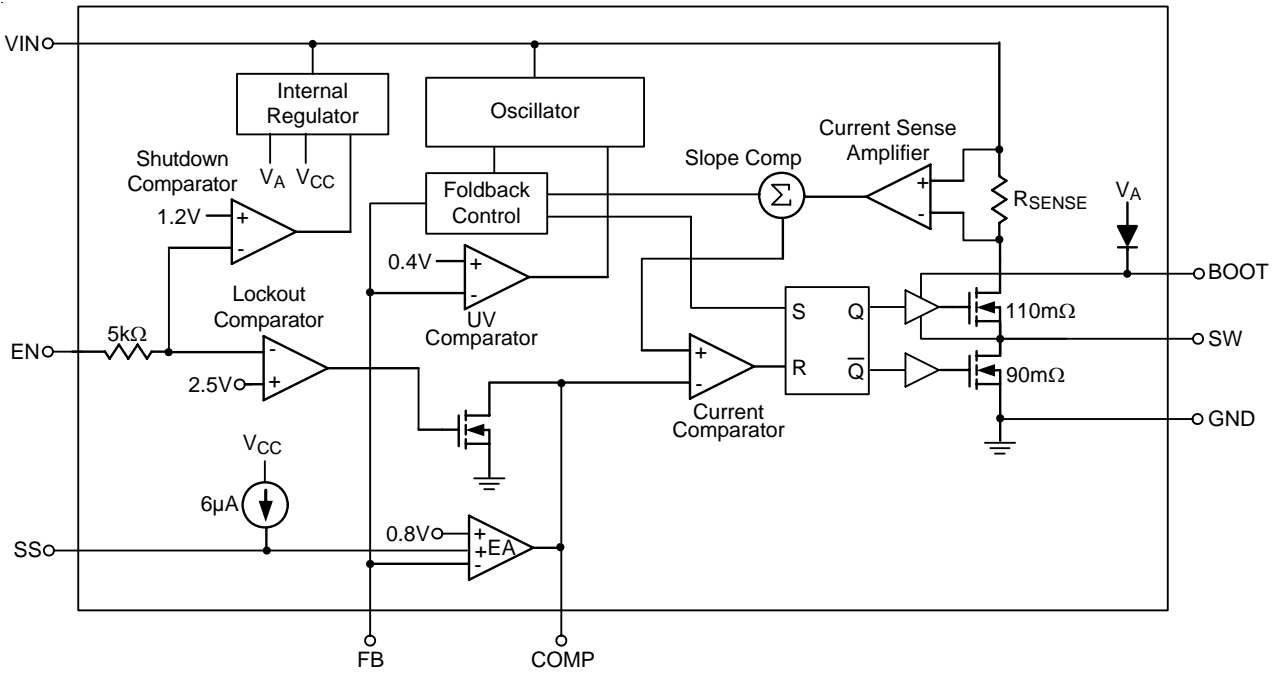 VIN
Internal
Regulator
Oscillator
Current Sense
Amplifier
Slope Comp
Shutdown
Comparator
VA VCC
Foldback
Control
Σ
+
-
RSENSE
VA
1.2V
+
-
0.4V
+
-
BOOT
Lockout
Comparator
UV
Comparator
S Q
110mΩ
5kΩ
EN
SW
-
+
2.5V
+
-
R Q̅
90mΩ
Current
Comparator
GND
VCC
6µA
0.8V
+
+EA
-
SS
FB
COMP